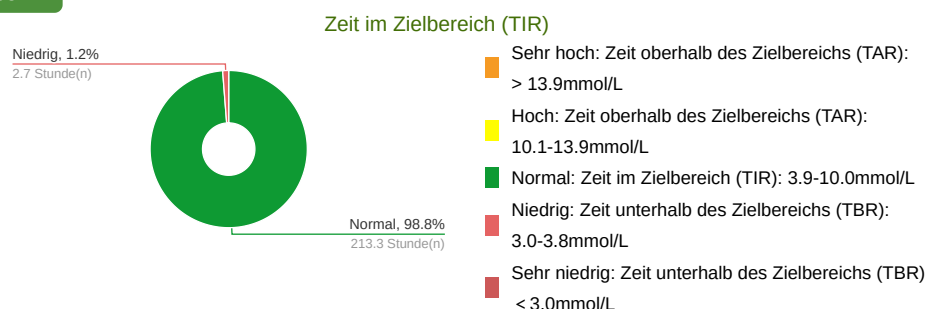 Zeit im Zielbereich (TIR)
Niedrig, 1.2%
2.7 Stunde(n)
Normal, 98.8%
213.3 Stunde(n)
Sehr hoch: Zeit oberhalb des Zielbereichs (TAR):
> 13.9mmol/L
Hoch: Zeit oberhalb des Zielbereichs (TAR):
10.1-13.9mmol/L
Normal: Zeit im Zielbereich (TIR): 3.9-10.0mmol/L
Niedrig: Zeit unterhalb des Zielbereichs (TBR):
3.0-3.8mmol/L
Sehr niedrig: Zeit unterhalb des Zielbereichs (TBR)
< 3.0mmol/L